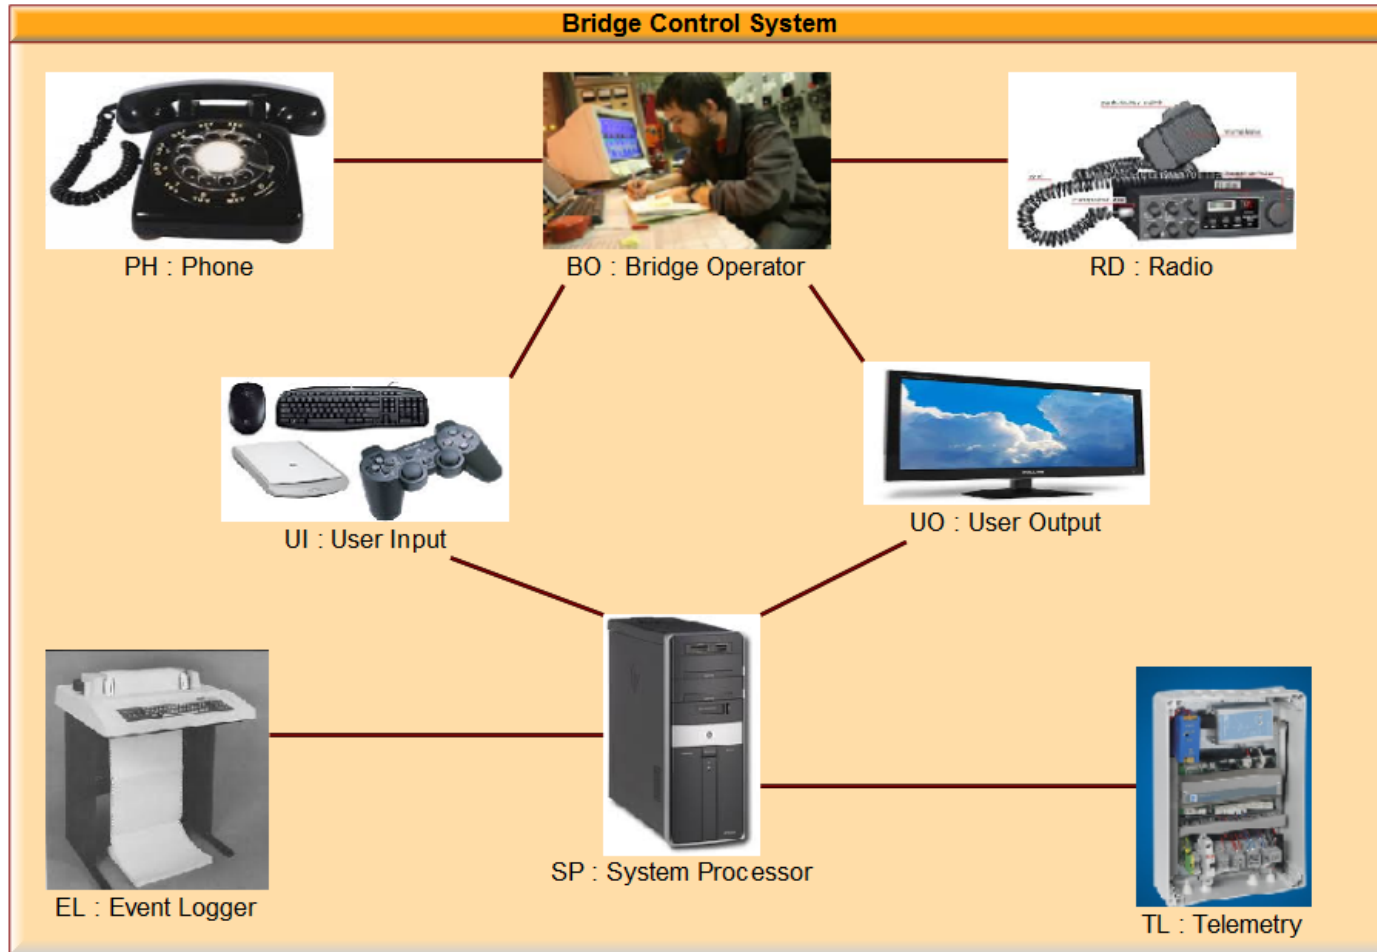 Bridge Control System
PH : Phone
BO : Bridge Operator
RD : Radio
UI : User Input
UO : User Output
SP : System Processor
EL : Event Logger
TL : Telemetry